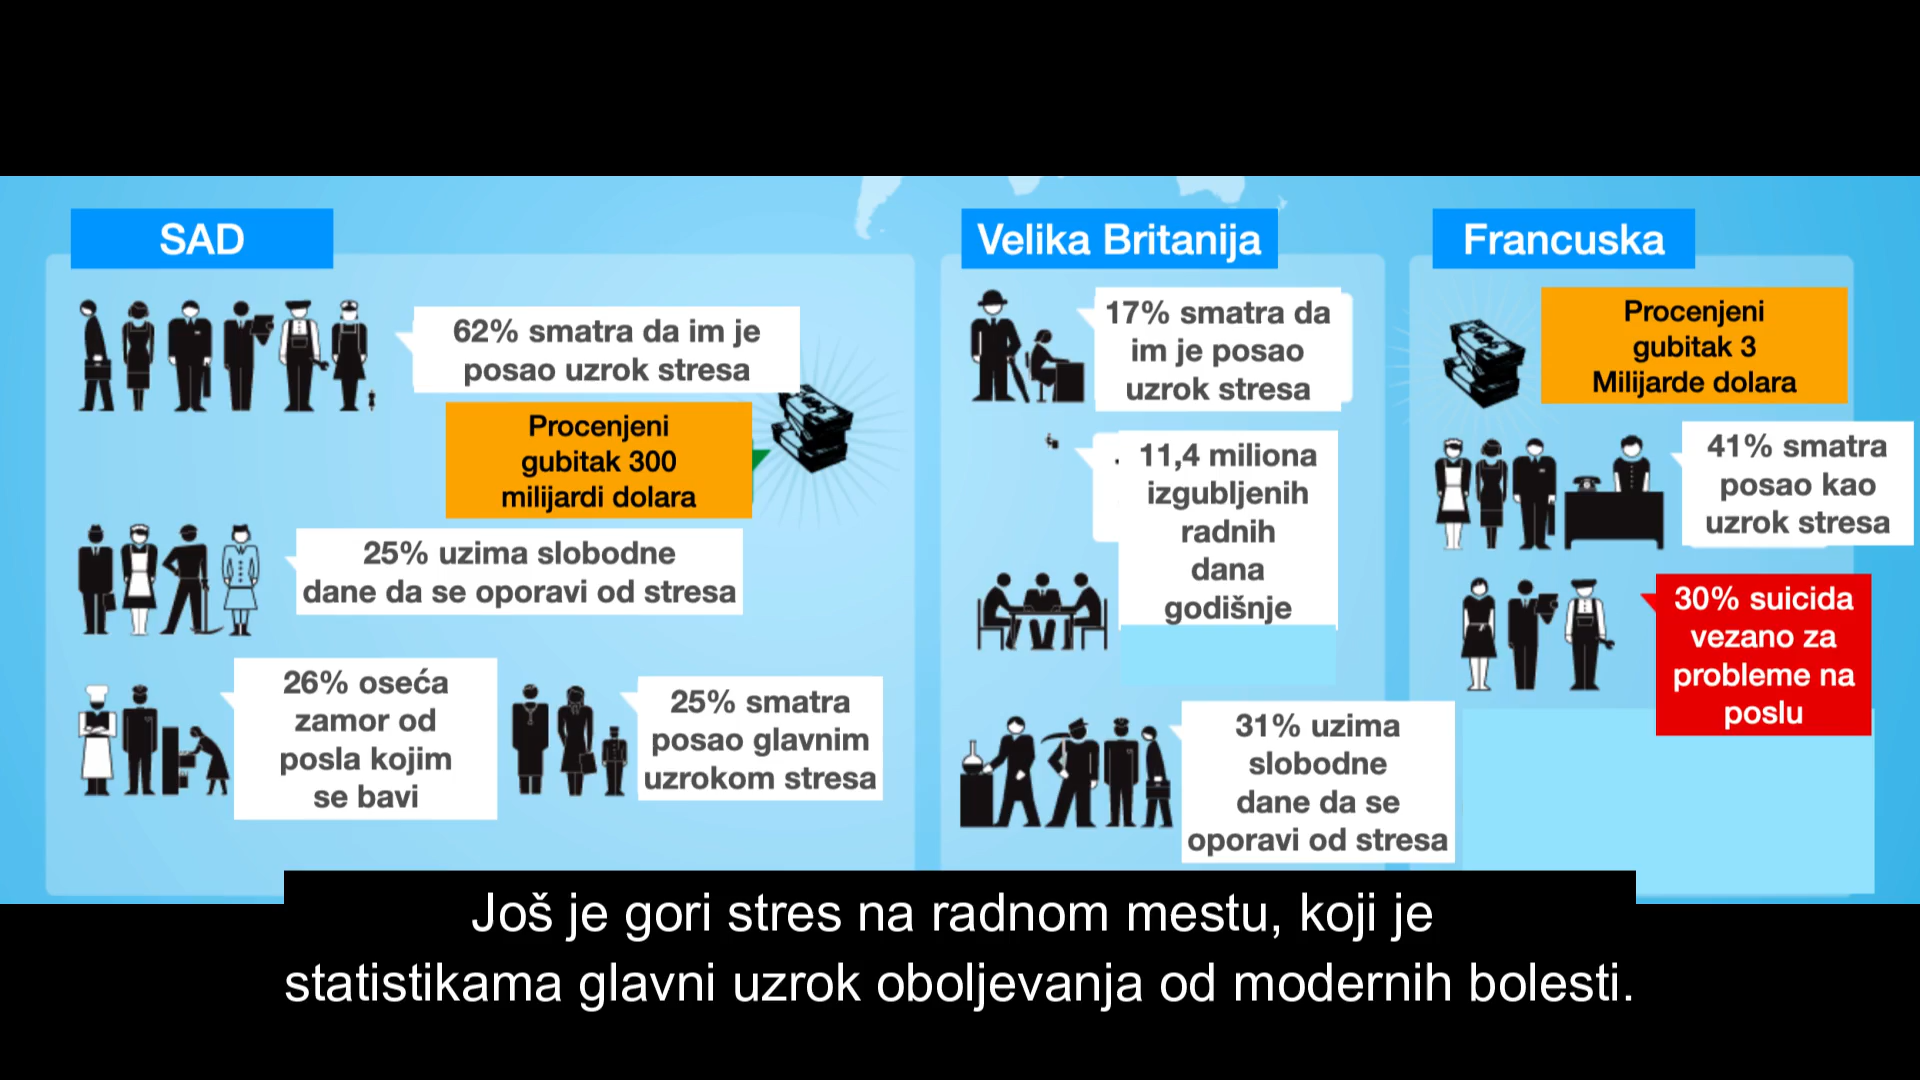 SAD
62% smatra da im je
posao uzrok stresa
Procenjeni
gubitak 300
milijardi dolara
25% uzima slobodne
dane da se oporavi od stresa
26% oseća
zamor od
posla kojim
se bavi
25% smatra
posao glavnim
uzrokom stresa
Velika Britanija
17% smatra da
im je posao
uzrok stresa
11,4 miliona
izgubljenih
radnih
dana
godišnje
31% uzima
slobodne
dane da se
oporavi od stresa
Francuska
Procenjeni
gubitak 3
Milijarde dolara
41% smatra
posao kao
uzrok stresa
30% suicida
vezano za
probleme na
poslu
Još je gori stres na radnom mestu, koji je
statistikama glavni uzrok oboljevanja od modernih bolesti.